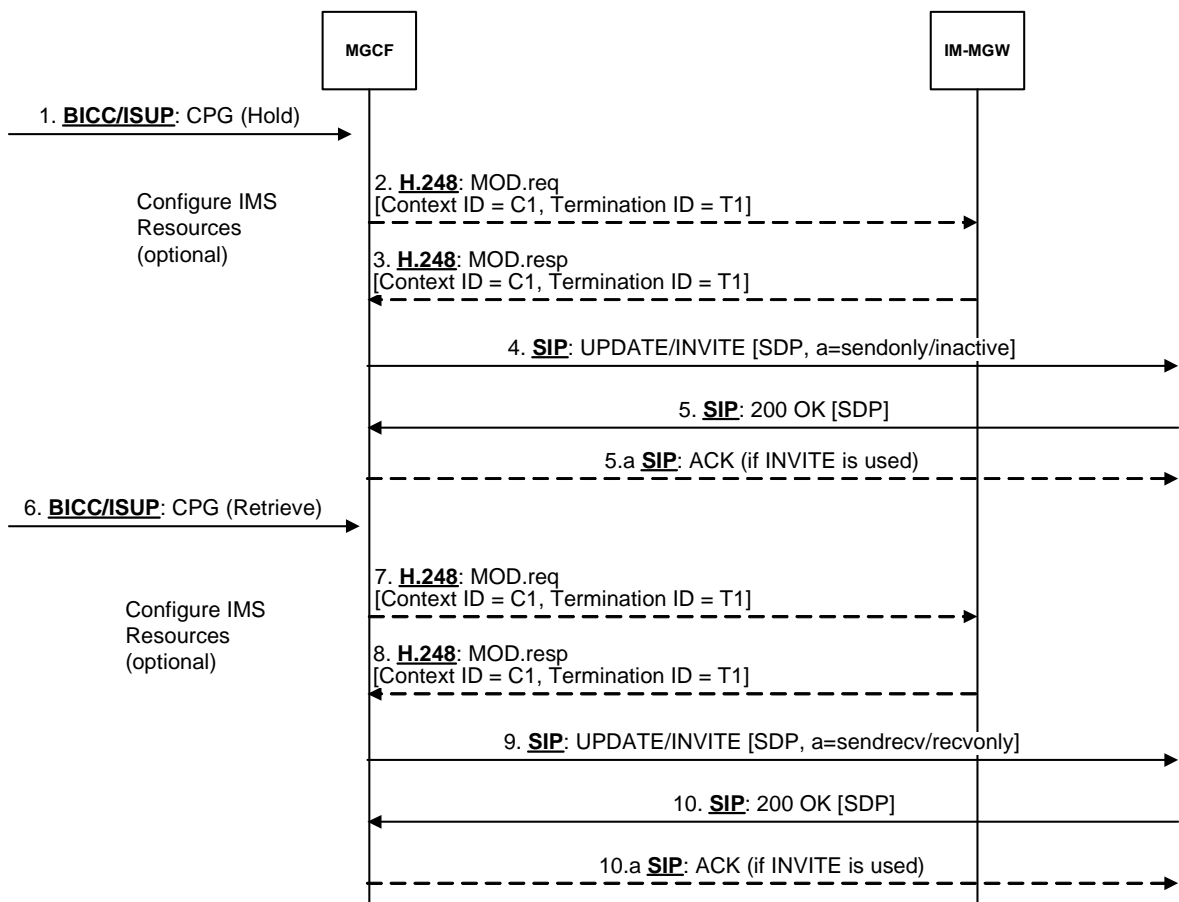 MGCF
IM-MGW
1. BICC/ISUP: CPG (Hold)
2. H.248: MOD.req
[Context ID = C1, Termination ID = T1]
Configure IMS
Resources
(optional)
3. H.248: MOD.resp
[Context ID = C1, Termination ID = T1]
4. SIP: UPDATE/INVITE [SDP, a=sendonly/inactive]
5. SIP: 200 OK [SDP]
5.a SIP: ACK (if INVITE is used)
6. BICC/ISUP: CPG (Retrieve)
7. H.248: MOD.req
[Context ID = C1, Termination ID = T1]
Configure IMS
Resources
(optional)
8. H.248: MOD.resp
[Context ID = C1, Termination ID = T1]
9. SIP: UPDATE/INVITE [SDP, a=sendrecv/recvonly]
10. SIP: 200 OK [SDP]
10.a SIP: ACK (if INVITE is used)